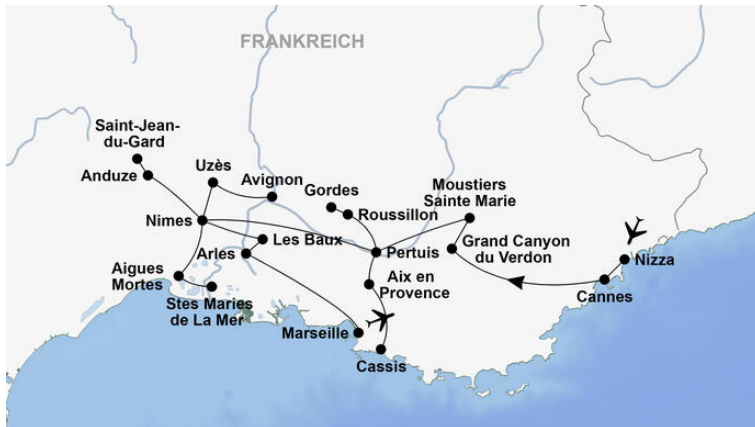 FRANKREICH
Saint-Jean-
du-Gard
Anduze
Uzès
Avignon
Gordes
Roussillon
Moustiers
Sainte Marie
Nimes
Les Baux
Arles
Pertuis
Grand Canyon
du Verdon
Nizza
Cannes
Aix en
Provence
Aigues
Mortes
Stes Maries
de La Mer
Marseille
Cassis